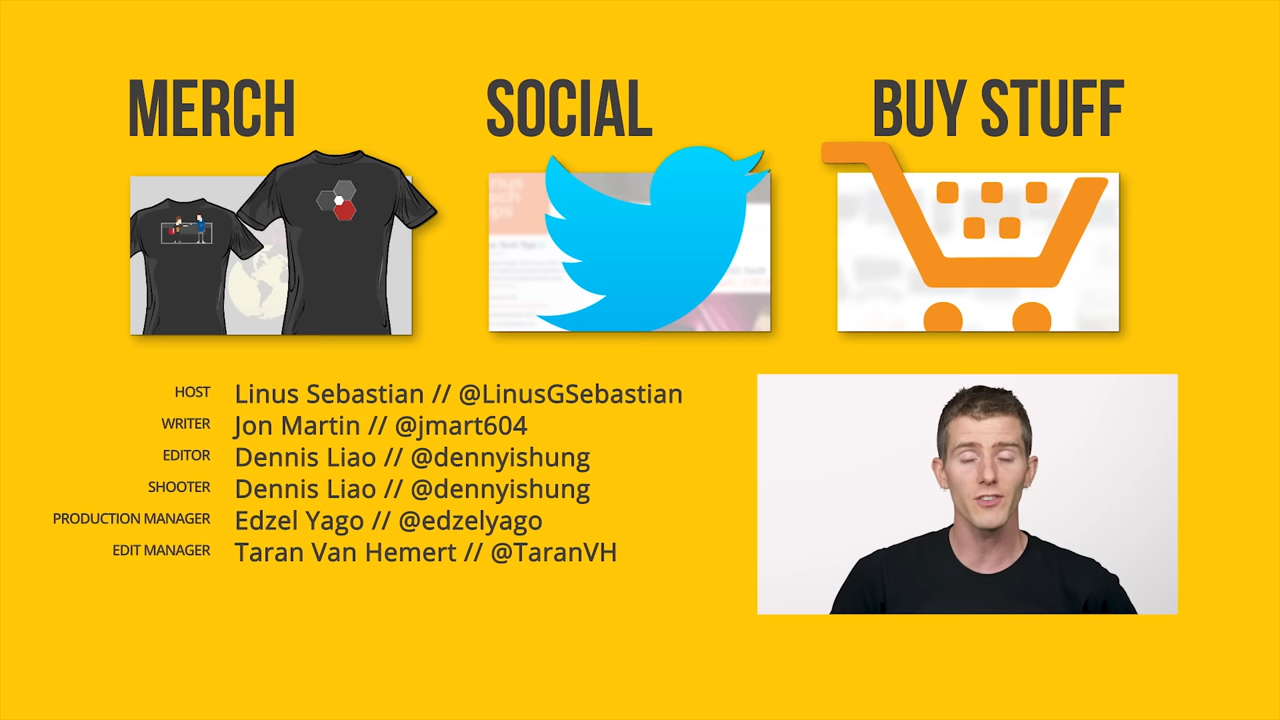 MERCH
SOCIAL
BUY STUFF
HOST Linus Sebastian // @LinusGSebastian
WRITER Jon Martin // @jmart604
EDITOR Dennis Liao // @dennyishung
SHOOTER Dennis Liao // @dennyishung
PRODUCTION MANAGER Edzel Yago // @edzelyago
EDIT MANAGER Taran Van Hemert // @TaranVH